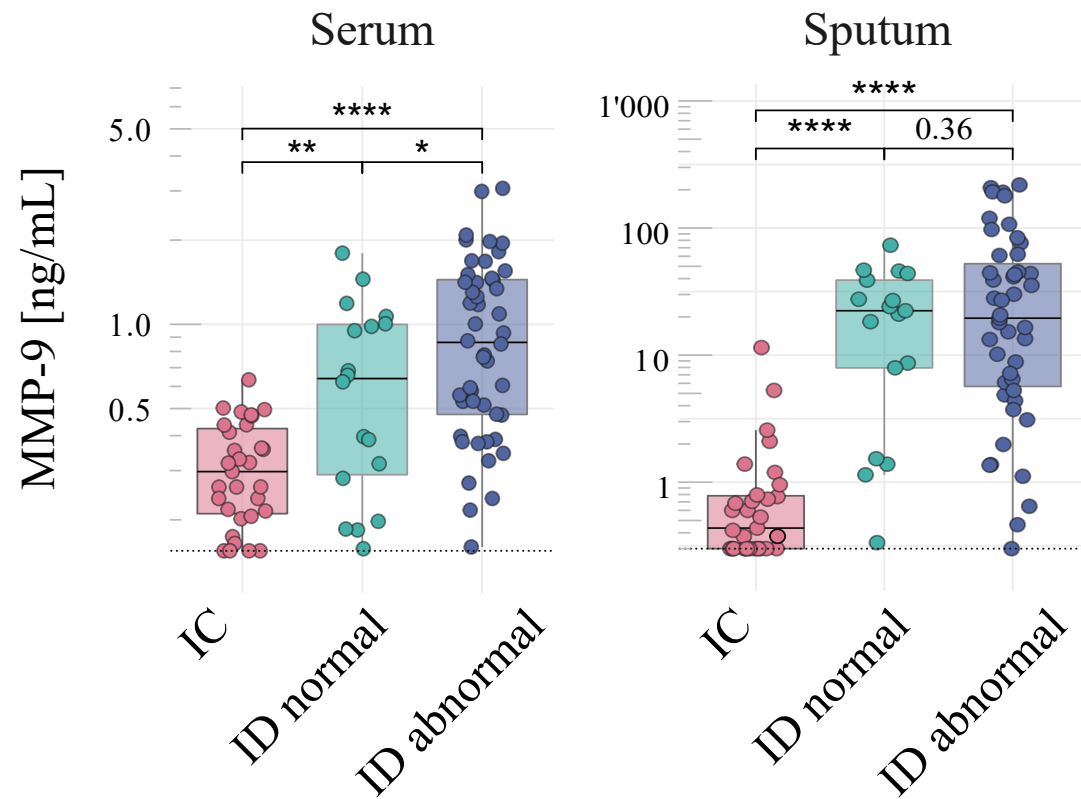 Serum
Sputum
MMP-9 [ng/mL]
5.0
1.0
0.5
****
**
*
1'000
100
10
1
****
****
0.36
IC
ID normal
ID abnormal
IC
ID normal
ID abnormal